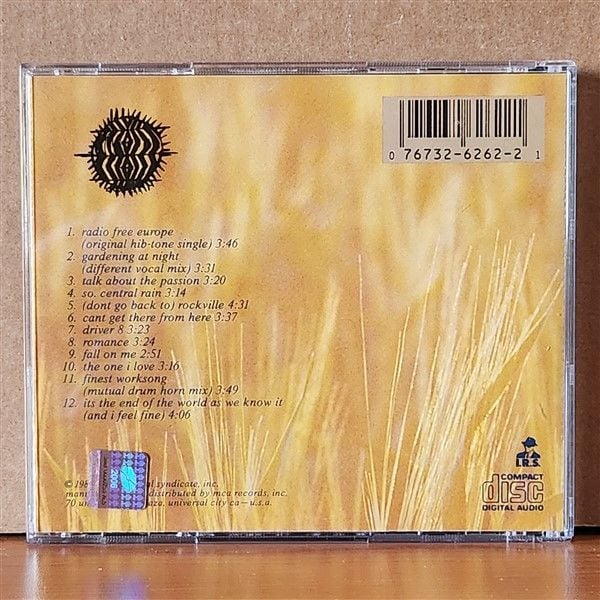 0 76732-6262-2 1
1. radio free europe
(original hib-tone single) 3:46
2. gardening at night
(different vocal mix) 3:31
3. talk about the passion 3:20
4. so. central rain 3:14
5. (dont go back to) rockville 4:31
6. cant get there from here 3:37
7. driver 8 3:23
8. romance 3:24
9. fall on me 2:51
10. the one i love 3:16
11. finest worksong
(mutual drum horn mix) 3:49
12. its the end of the world as we know it
(and i feel fine) 4:06
I.R.S.
syndicate, inc.
distributed by mca records, inc.
70 universal city ca—u.s.a.
2008
COMPACT
disc
DIGITAL AUDIO